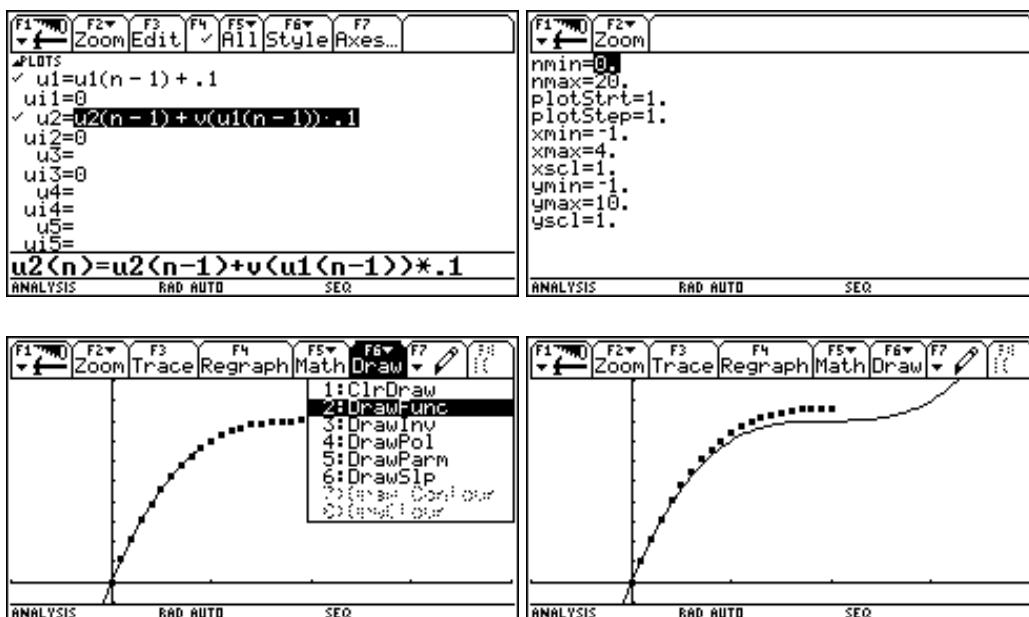 F1 F2 F3 F4 F5 F6 F7
Zoom Edit ✓ All Style Axes…
PLOTS
✓ u1=u1(n − 1) + .1
ui1=0
✓ u2=u2(n − 1) + v(u1(n − 1))·.1
ui2=0
u3=
ui3=0
u4=
ui4=
u5=
ui5=
u2(n)=u2(n-1)+v(u1(n-1))*.1
ANALYSIS RAD AUTO SEQ
F1 F2
Zoom
nmin=0.
nmax=20.
plotStrt=1.
plotStep=1.
xmin=⁻1.
xmax=4.
xscl=1.
ymin=⁻1.
ymax=10.
yscl=1.
ANALYSIS RAD AUTO SEQ
F1 F2 F3 F4 F5 F6 F7
Zoom Trace Regraph Math Draw
1:ClrDraw
2:DrawFunc
3:DrawInv
4:DrawPol
5:DrawParm
6:DrawSlp
ANALYSIS RAD AUTO SEQ
F1 F2 F3 F4 F5 F6 F7
Zoom Trace Regraph Math Draw
ANALYSIS RAD AUTO SEQ